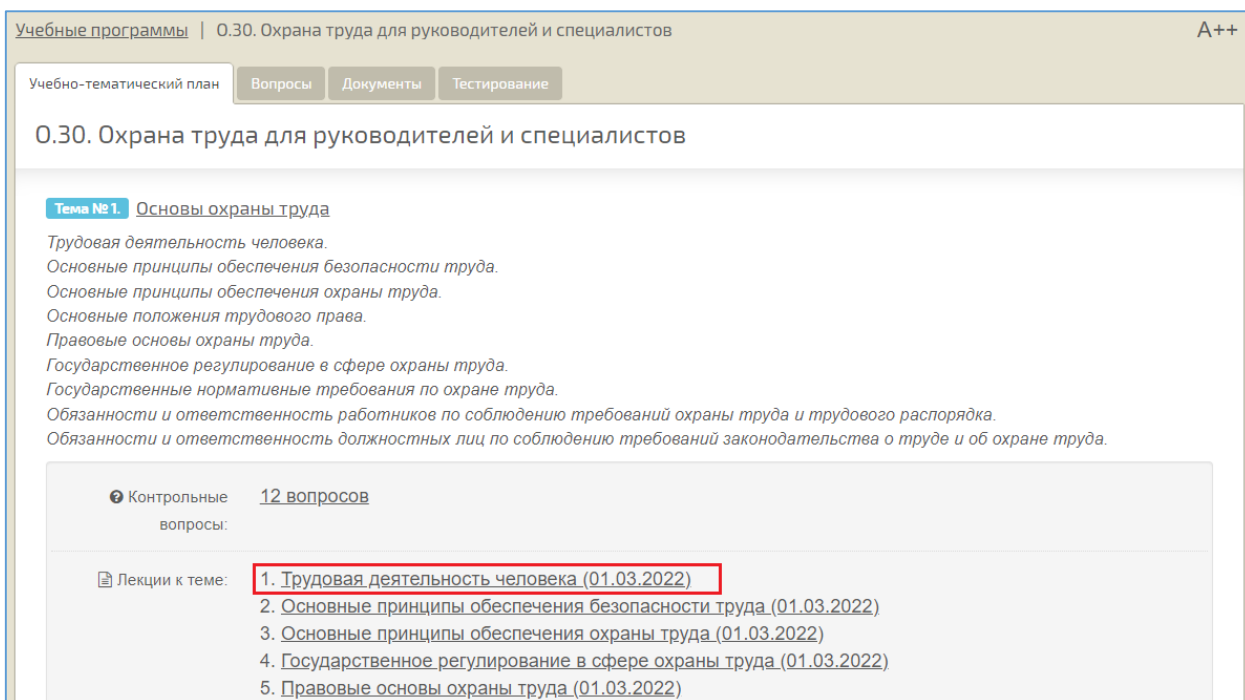 Учебные программы | О.30. Охрана труда для руководителей и специалистов A++
Учебно-тематический план Вопросы Документы Тестирование
О.30. Охрана труда для руководителей и специалистов
Тема № 1. Основы охраны труда
Трудовая деятельность человека.
Основные принципы обеспечения безопасности труда.
Основные принципы обеспечения охраны труда.
Основные положения трудового права.
Правовые основы охраны труда.
Государственное регулирование в сфере охраны труда.
Государственные нормативные требования по охране труда.
Обязанности и ответственность работников по соблюдению требований охраны труда и трудового распорядка.
Обязанности и ответственность должностных лиц по соблюдению требований законодательства о труде и об охране труда.
Контрольные вопросы: 12 вопросов
Лекции к теме: 1. Трудовая деятельность человека (01.03.2022)
2. Основные принципы обеспечения безопасности труда (01.03.2022)
3. Основные принципы обеспечения охраны труда (01.03.2022)
4. Государственное регулирование в сфере охраны труда (01.03.2022)
5. Правовые основы охраны труда (01.03.2022)